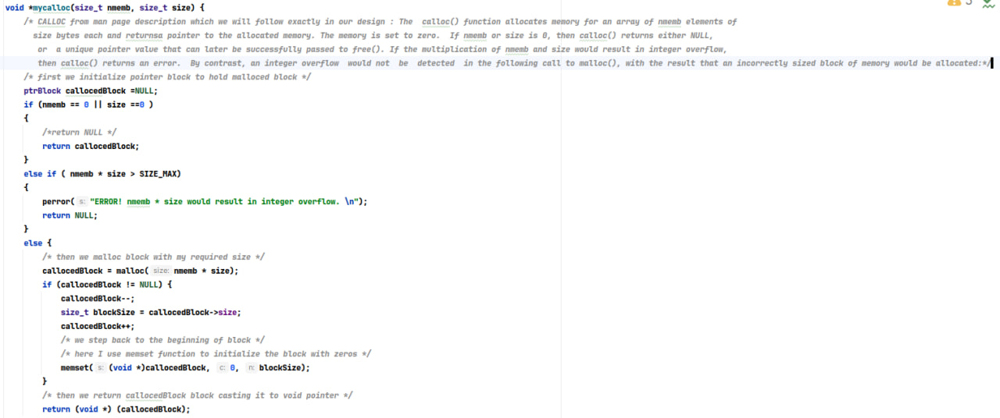 void *mycalloc(size_t nmemb, size_t size) {
/* CALLOC from man page description which we will follow exactly in our design : The calloc() function allocates memory for an array of nmemb elements of
size bytes each and returnsa pointer to the allocated memory. The memory is set to zero. If nmemb or size is 0, then calloc() returns either NULL,
or a unique pointer value that can later be successfully passed to free(). If the multiplication of nmemb and size would result in integer overflow,
then calloc() returns an error. By contrast, an integer overflow would not be detected in the following call to malloc(), with the result that an incorrectly sized block of memory would be allocated:*/
/* first we initialize pointer block to hold malloced block */
ptrBlock callocedBlock =NULL;
if (nmemb == 0 || size ==0 )
{
/*return NULL */
return callocedBlock;
}
else if ( nmemb * size > SIZE_MAX)
{
perror( s: "ERROR! nmemb * size would result in integer overflow. \n");
return NULL;
}
else {
/* then we malloc block with my required size */
callocedBlock = malloc( size: nmemb * size);
if (callocedBlock != NULL) {
callocedBlock--;
size_t blockSize = callocedBlock->size;
callocedBlock++;
/* we step back to the beginning of block */
/* here I use memset function to initialize the block with zeros */
memset( s: (void *)callocedBlock, c: 0, n: blockSize);
}
/* then we return callocedBlock block casting it to void pointer */
return (void *) (callocedBlock);